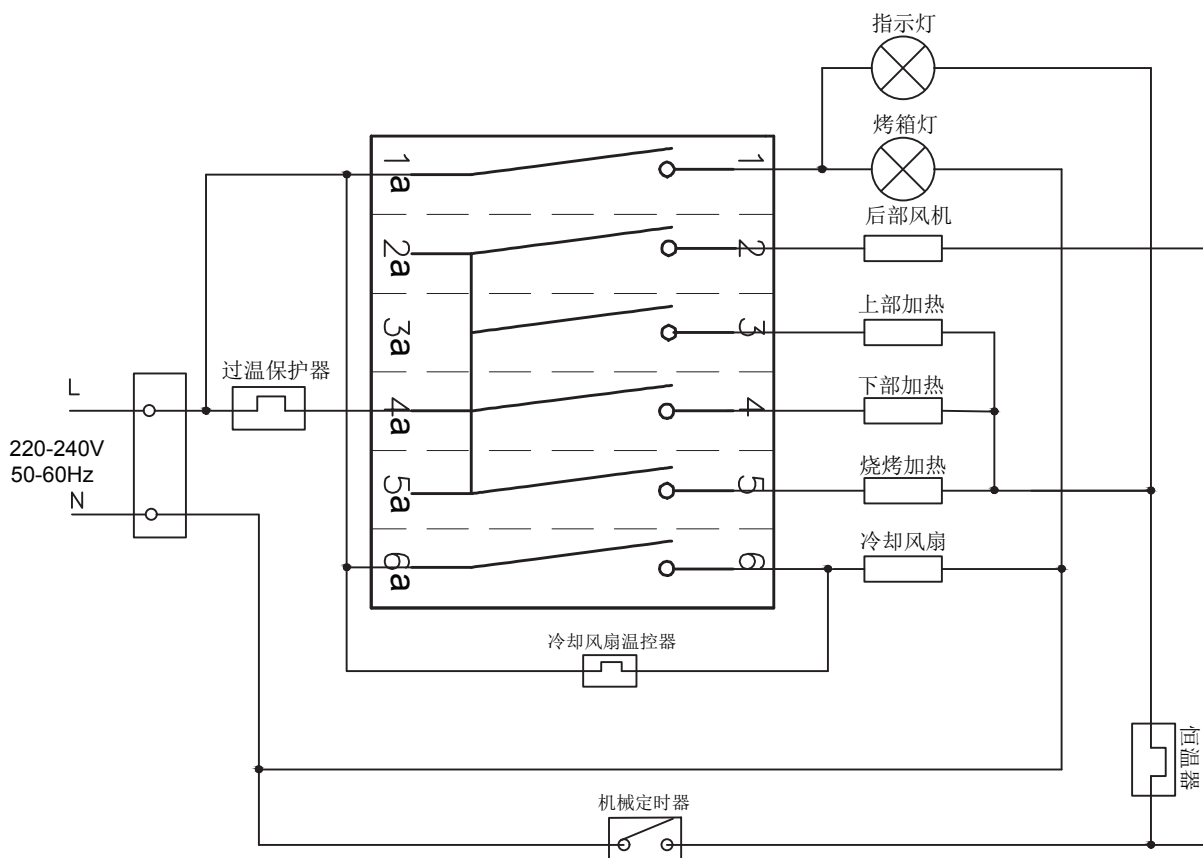 指示灯
烤箱灯
1a
1
后部风机
2a
2
上部加热
3a
3
过温保护器
下部加热
L
4a
4
220-240V
50-60Hz
烧烤加热
N
5a
5
冷却风扇
6a
6
冷却风扇温控器
恒温器
机械定时器